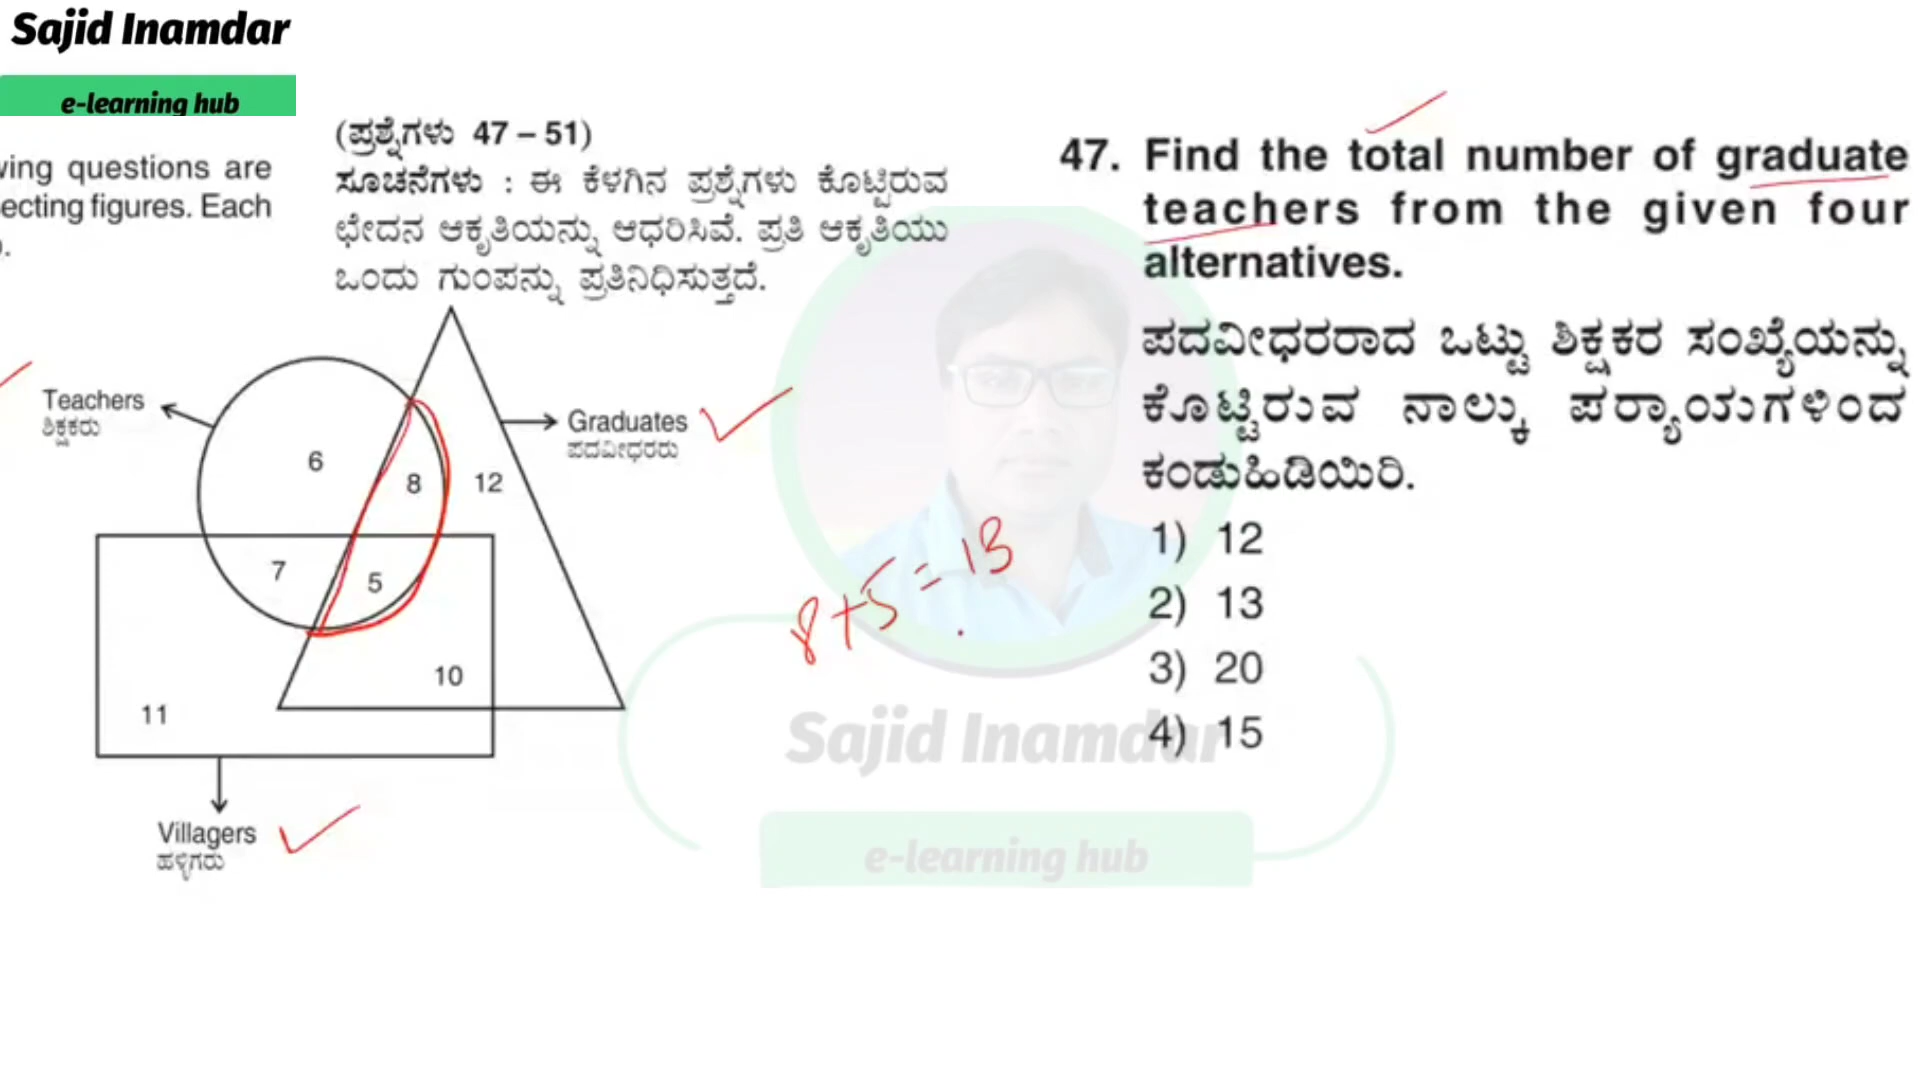 Sajid Inamdar
e-learning hub
wing questions are
ecting figures. Each
(ಪ್ರಶ್ನೆಗಳು 47 – 51)
ಸೂಚನೆಗಳು : ಈ ಕೆಳಗಿನ ಪ್ರಶ್ನೆಗಳು ಕೊಟ್ಟಿರುವ
ಛೇದನ ಆಕೃತಿಯನ್ನು ಆಧರಿಸಿವೆ. ಪ್ರತಿ ಆಕೃತಿಯು
ಒಂದು ಗುಂಪನ್ನು ಪ್ರತಿನಿಧಿಸುತ್ತದೆ.
Teachers
ಶಿಕ್ಷಕರು
Graduates
ಪದವೀಧರರು
6
8
12
7
5
10
11
Villagers
ಹಳ್ಳಿಗರು
8+5=13
47. Find the total number of graduate
teachers from the given four
alternatives.
ಪದವೀಧರರಾದ ಒಟ್ಟು ಶಿಕ್ಷಕರ ಸಂಖ್ಯೆಯನ್ನು
ಕೊಟ್ಟಿರುವ ನಾಲ್ಕು ಪರ‍್ಯಾಯಗಳಿಂದ
ಕಂಡುಹಿಡಿಯಿರಿ.
1) 12
2) 13
3) 20
4) 15
Sajid Inamdar
e-learning hub